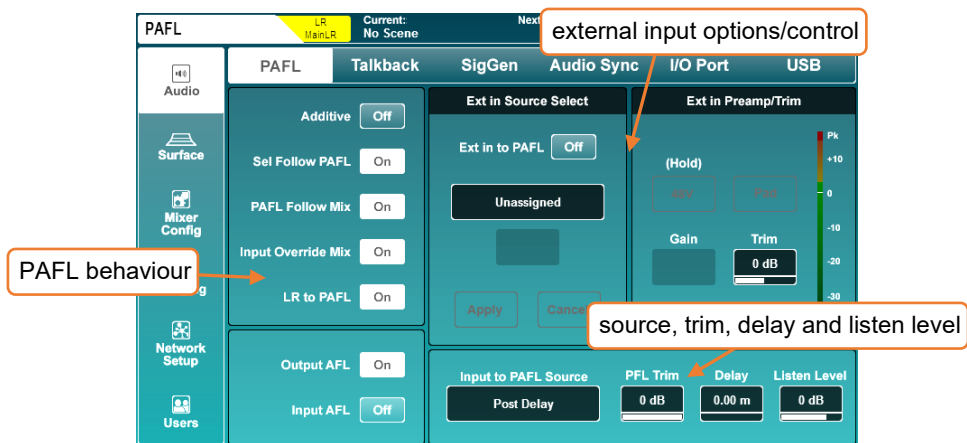 PAFL
LR
MainLR
Current:
No Scene
external input options/control
Audio
PAFL Talkback SigGen Audio Sync I/O Port USB
Additive Off
Sel Follow PAFL On
PAFL Follow Mix On
Input Override Mix On
LR to PAFL On
Output AFL On
Input AFL Off
Ext in Source Select
Ext in to PAFL Off
Unassigned
Apply
Ext in Preamp/Trim
(Hold)
Gain Trim
0 dB
Pk
+10
0
-10
-20
-30
Surface
Mixer
Config
PAFL behaviour
Network
Setup
Users
source, trim, delay and listen level
Input to PAFL Source PFL Trim Delay Listen Level
Post Delay 0 dB 0.00 m 0 dB